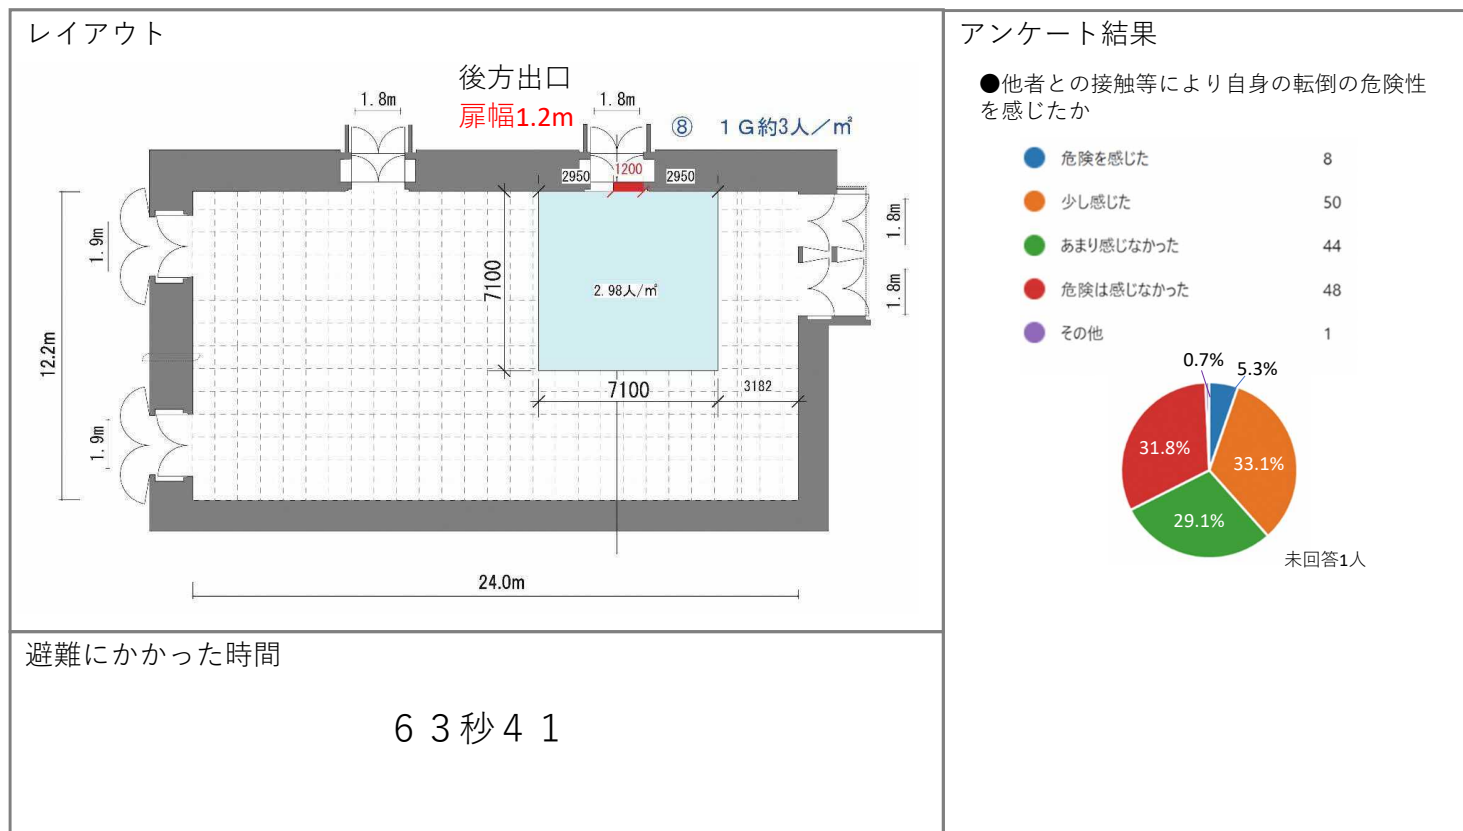 レイアウト
後方出口
扉幅1.2m
1.8m
1.8m
⑧ 1G約3人/㎡
2950
1200
2950
1.9m
1.8m
7100
2.98人/㎡
1.8m
12.2m
7100
3182
1.9m
24.0m
避難にかかった時間
63秒41
アンケート結果
●他者との接触等により自身の転倒の危険性
を感じたか
危険を感じた 8
少し感じた 50
あまり感じなかった 44
危険は感じなかった 48
その他 1
0.7%
5.3%
31.8%
33.1%
29.1%
未回答1人